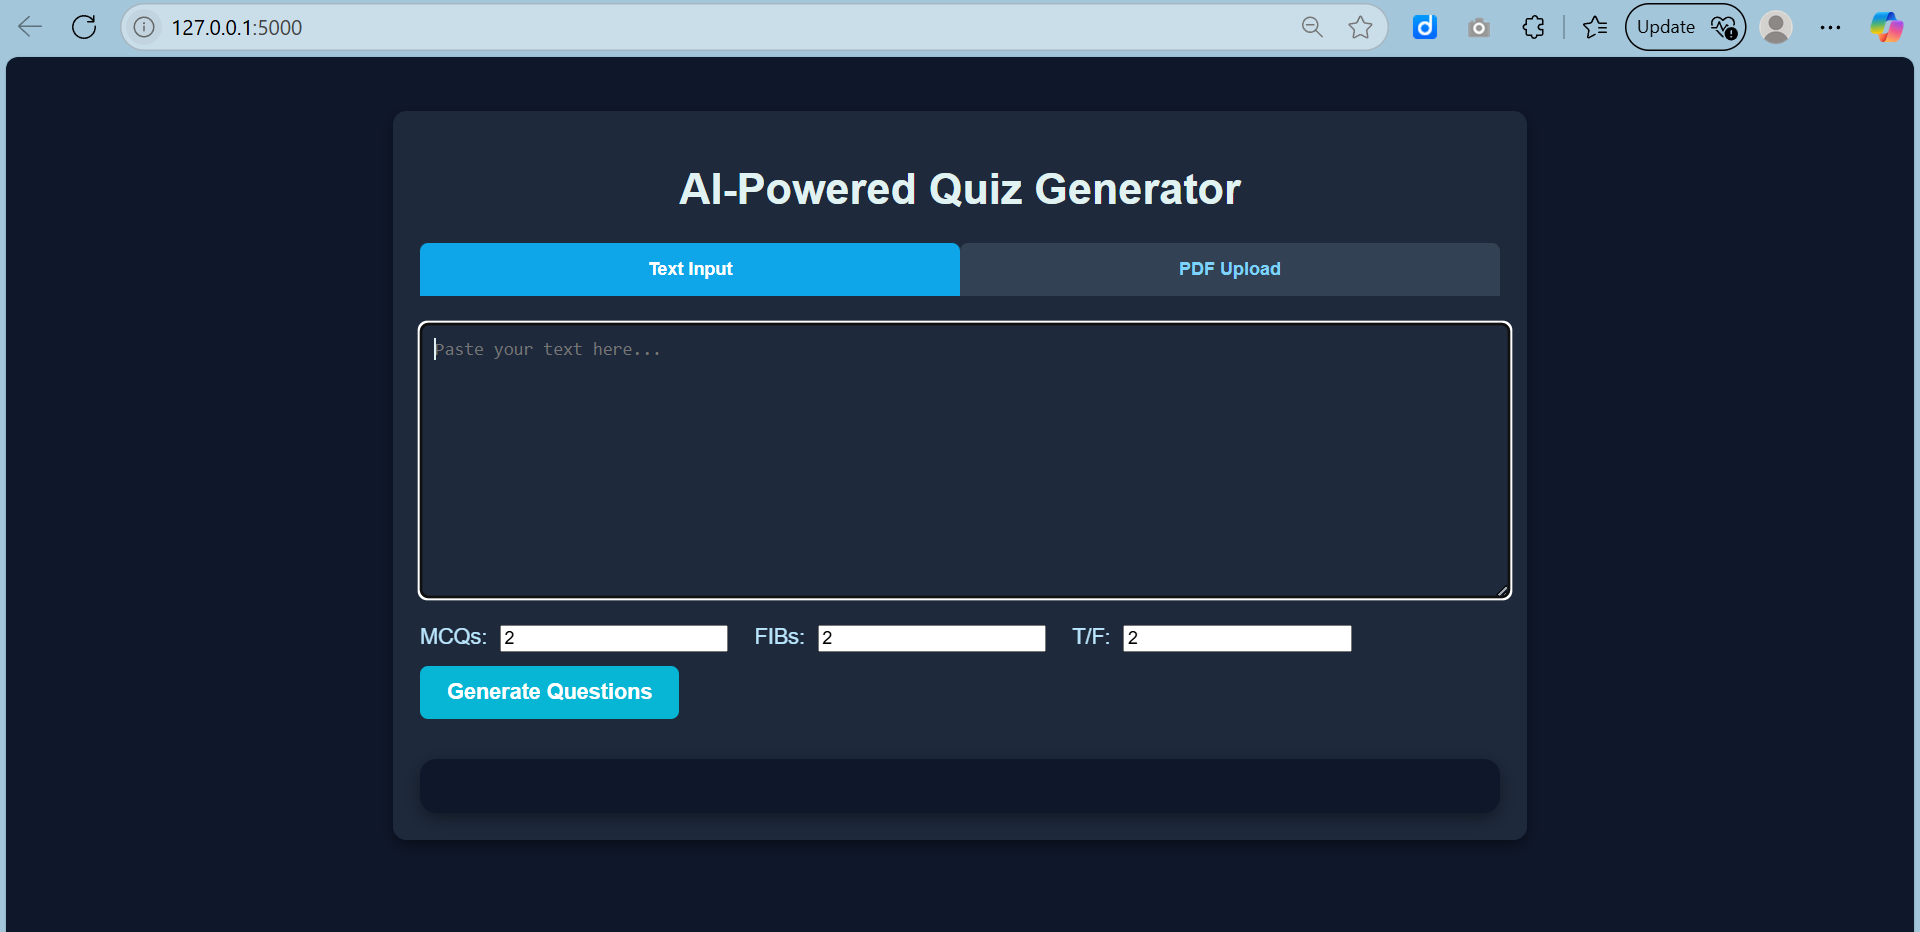 127.0.0.1:5000
Update
AI-Powered Quiz Generator
Text Input
PDF Upload
Paste your text here...
MCQs: 2 FIBs: 2 T/F: 2
Generate Questions